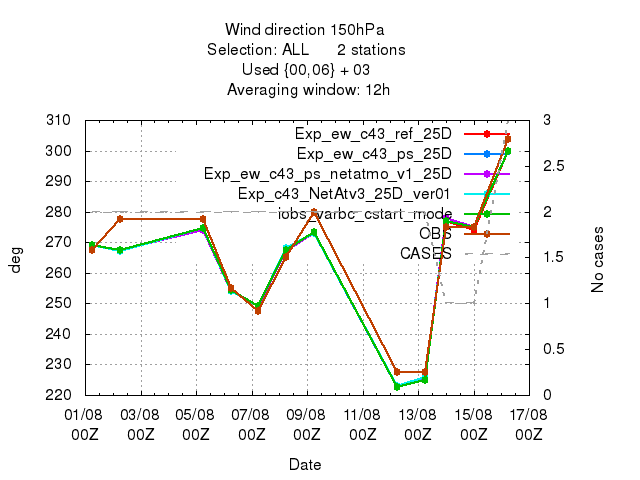 Wind direction 150hPa
Selection: ALL 2 stations
Used {00,06} + 03
Averaging window: 12h
310 3
Exp_ew_c43_ref_25D
300
Exp_ew_c43_ps_25D
2.5
290
Exp_ew_c43_ps_netatmo_v1_25D
Exp_c43_NetAtv3_25D_ver01
280 2
iobs_varbc_cstart_mode
270
OBS
CASES
1.5
deg
No cases
260
250 1
240
0.5
230
220 0
01/08 03/08 05/08 07/08 09/08 11/08 13/08 15/08 17/08
00Z 00Z 00Z 00Z 00Z 00Z 00Z 00Z 00Z
Date